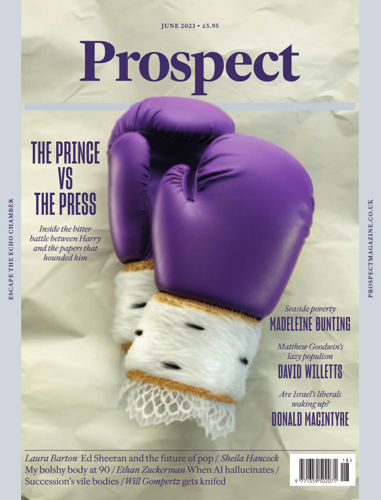 JUNE 2023 • £5.95
Prospect
THE PRINCE
VS
THE PRESS
Inside the bitter
battle between Harry
and the papers that
hounded him
ESCAPE THE ECHO CHAMBER
PROSPECTMAGAZINE.CO.UK
Seaside poverty
MADELEINE BUNTING
Matthew Goodwin's
lazy populism
DAVID WILLETTS
Are Israel's liberals
waking up?
DONALD MACINTYRE
Laura Barton Ed Sheeran and the future of pop / Sheila Hancock
My bolshy body at 90 / Ethan Zuckerman When AI hallucinates /
Succession's vile bodies / Will Gompertz gets knifed